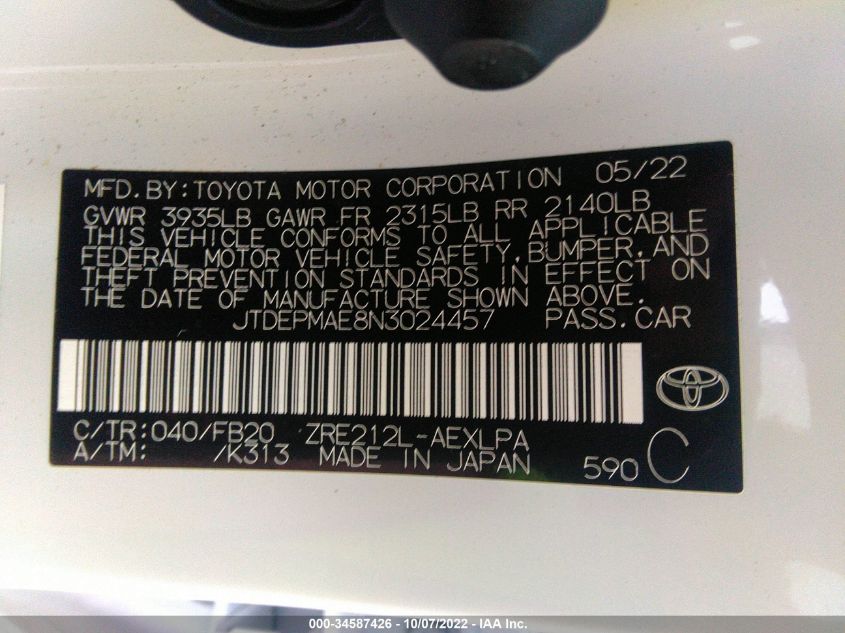 MFD.BY:TOYOTA MOTOR CORPORATION 05/22
GVWR 3935LB GAWR FR 2315LB RR 2140LB
THIS VEHICLE CONFORMS TO ALL APPLICABLE
FEDERAL MOTOR VEHICLE SAFETY,BUMPER,AND
THEFT PREVENTION STANDARDS IN EFFECT ON
THE DATE OF MANUFACTURE SHOWN ABOVE.
JTDEPMAE8N3024457 PASS.CAR
C/TR:040/FB20 ZRE212L-AEXLPA
A/TM: /K313 MADE IN JAPAN 590 C
000-34587426 - 10/07/2022 - IAA Inc.